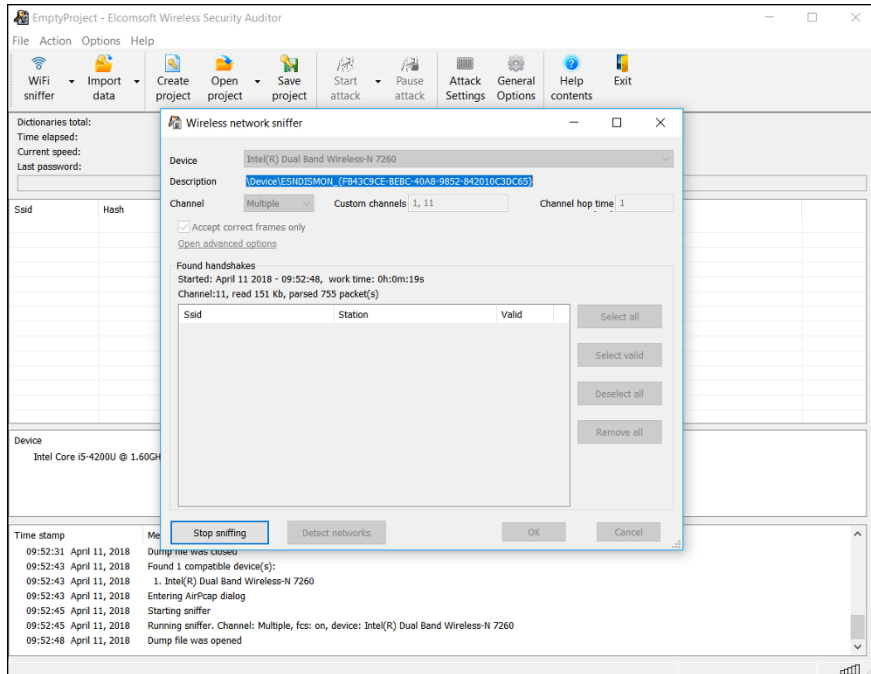 EmptyProject - Elcomsoft Wireless Security Auditor
File Action Options Help
WiFi sniffer
Import data
Create project
Open project
Save project
Start attack
Pause attack
Attack Settings
General Options
Help contents
Exit
Dictionaries total:
Time elapsed:
Current speed:
Last password:
Ssid Hash
Wireless network sniffer
Device Intel(R) Dual Band Wireless-N 7260
Description \Device\ESNDISMON_{FB43C9CE-BEBC-40A8-9852-842010C3DC65}
Channel Multiple Custom channels 1, 11 Channel hop time 1
Accept correct frames only
Open advanced options
Found handshakes
Started: April 11 2018 - 09:52:48, work time: 0h:0m:19s
Channel:11, read 151 Kb, parsed 755 packet(s)
Ssid Station Valid
Select all
Select valid
Deselect all
Remove all
Stop sniffing Detect networks OK Cancel
Device
Intel Core i5-4200U @ 1.60GH
Time stamp Me
09:52:31 April 11, 2018 Dump file was closed
09:52:43 April 11, 2018 Found 1 compatible device(s):
09:52:43 April 11, 2018 1. Intel(R) Dual Band Wireless-N 7260
09:52:43 April 11, 2018 Entering AirPcap dialog
09:52:45 April 11, 2018 Starting sniffer
09:52:45 April 11, 2018 Running sniffer. Channel: Multiple, fcs: on, device: Intel(R) Dual Band Wireless-N 7260
09:52:48 April 11, 2018 Dump file was opened